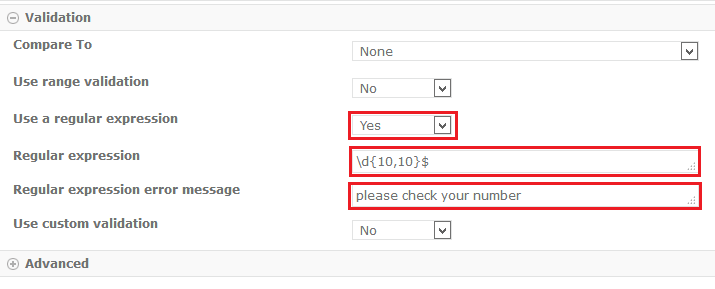 Validation
Compare To None
Use range validation No
Use a regular expression Yes
Regular expression \d{10,10}$
Regular expression error message please check your number
Use custom validation No
Advanced